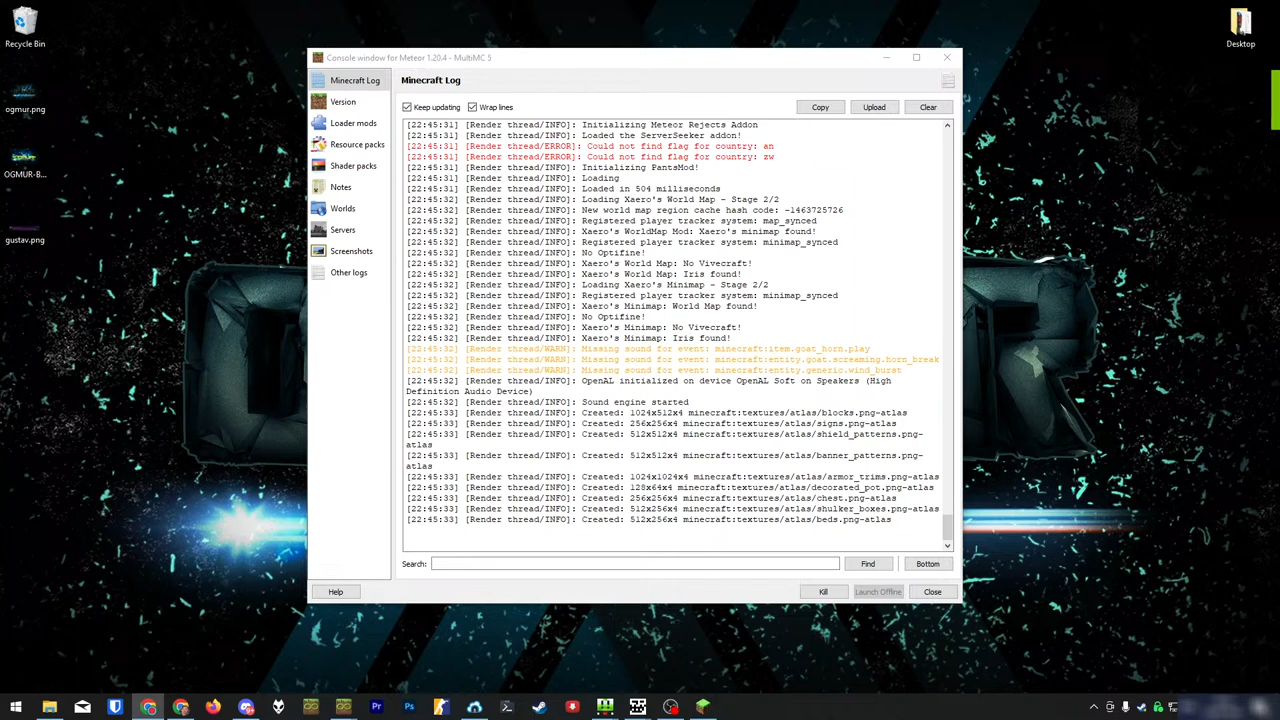 Recycle Bin
Desktop
ogmur.png
OGMUR-B...
gustav.png
Console window for Meteor 1.20.4 - MultiMC 5
Minecraft Log
Version
Loader mods
Resource packs
Shader packs
Notes
Worlds
Servers
Screenshots
Other logs
Minecraft Log
Keep updating
Wrap lines
Copy
Upload
Clear
[22:45:31] [Render thread/INFO]: Initializing Meteor Rejects Addon
[22:45:31] [Render thread/INFO]: Loaded the ServerSeeker addon!
[22:45:31] [Render thread/ERROR]: Could not find flag for country: an
[22:45:31] [Render thread/ERROR]: Could not find flag for country: zw
[22:45:31] [Render thread/INFO]: Initializing PantsMod!
[22:45:31] [Render thread/INFO]: Loading
[22:45:31] [Render thread/INFO]: Loaded in 504 milliseconds
[22:45:31] [Render thread/INFO]: Loading Xaero's World Map - Stage 2/2
[22:45:31] [Render thread/INFO]: New world map region cache hash code: -1463725726
[22:45:31] [Render thread/INFO]: Registered player tracker system: map_synced
[22:45:31] [Render thread/INFO]: Xaero's WorldMap Mod: Xaero's minimap found!
[22:45:31] [Render thread/INFO]: Registered player tracker system: minimap_synced
[22:45:31] [Render thread/INFO]: No Optifine!
[22:45:31] [Render thread/INFO]: Xaero's World Map: No Vivecraft!
[22:45:31] [Render thread/INFO]: Xaero's World Map: Iris found!
[22:45:31] [Render thread/INFO]: Loading Xaero's Minimap - Stage 2/2
[22:45:31] [Render thread/INFO]: Registered player tracker system: minimap_synced
[22:45:31] [Render thread/INFO]: Xaero's Minimap: World Map found!
[22:45:31] [Render thread/INFO]: No Optifine!
[22:45:31] [Render thread/INFO]: Xaero's Minimap: No Vivecraft!
[22:45:31] [Render thread/INFO]: Xaero's Minimap: Iris found!
[22:45:32] [Render thread/WARN]: Missing sound for event: minecraft:item.goat_horn.play
[22:45:32] [Render thread/WARN]: Missing sound for event: minecraft:entity.goat.screaming.horn_break
[22:45:32] [Render thread/WARN]: Missing sound for event: minecraft:entity.generic.wind_burst
[22:45:32] [Render thread/INFO]: OpenAL initialized on device OpenAL Soft on Speakers (High
Definition Audio Device)
[22:45:32] [Render thread/INFO]: Sound engine started
[22:45:33] [Render thread/INFO]: Created: 1024x512x4 minecraft:textures/atlas/blocks.png-atlas
[22:45:33] [Render thread/INFO]: Created: 256x256x4 minecraft:textures/atlas/signs.png-atlas
[22:45:33] [Render thread/INFO]: Created: 512x512x4 minecraft:textures/atlas/shield_patterns.png-
atlas
[22:45:33] [Render thread/INFO]: Created: 512x512x4 minecraft:textures/atlas/banner_patterns.png-
atlas
[22:45:33] [Render thread/INFO]: Created: 1024x1024x4 minecraft:textures/atlas/armor_trims.png-atlas
[22:45:33] [Render thread/INFO]: Created: 128x64x4 minecraft:textures/atlas/decorated_pot.png-atlas
[22:45:33] [Render thread/INFO]: Created: 256x256x4 minecraft:textures/atlas/chest.png-atlas
[22:45:33] [Render thread/INFO]: Created: 512x256x4 minecraft:textures/atlas/shulker_boxes.png-atlas
[22:45:33] [Render thread/INFO]: Created: 512x256x4 minecraft:textures/atlas/beds.png-atlas
Search:
Find
Bottom
Help
Kill
Launch Offline
Close